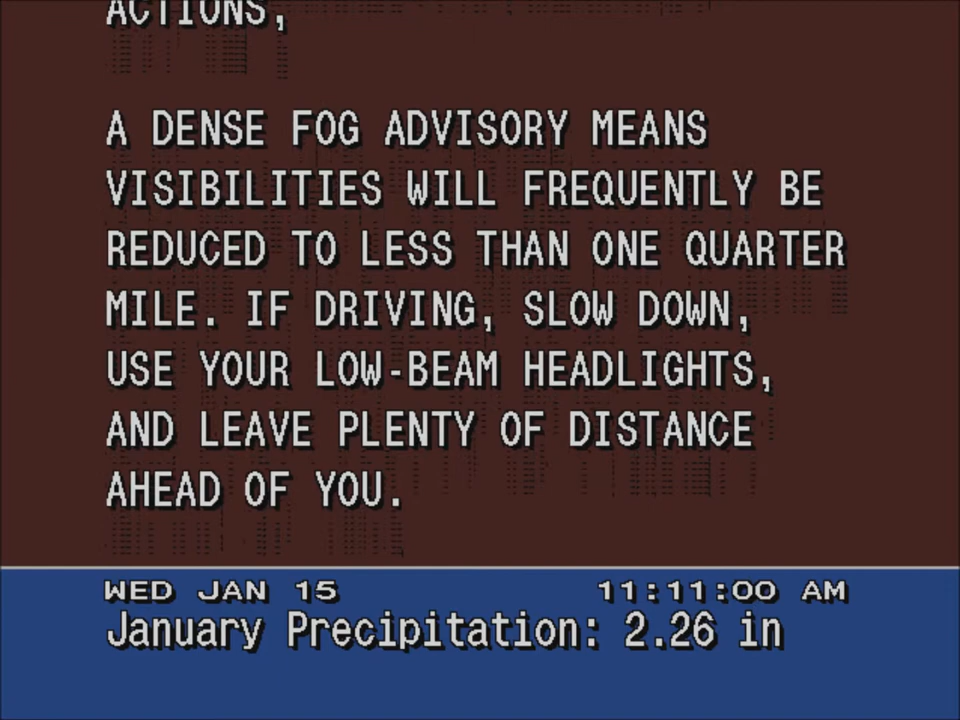 ACTIONS,
A DENSE FOG ADVISORY MEANS
VISIBILITIES WILL FREQUENTLY BE
REDUCED TO LESS THAN ONE QUARTER
MILE. IF DRIVING, SLOW DOWN,
USE YOUR LOW-BEAM HEADLIGHTS,
AND LEAVE PLENTY OF DISTANCE
AHEAD OF YOU.
WED JAN 15 11:11:00 AM
January Precipitation: 2.26 in